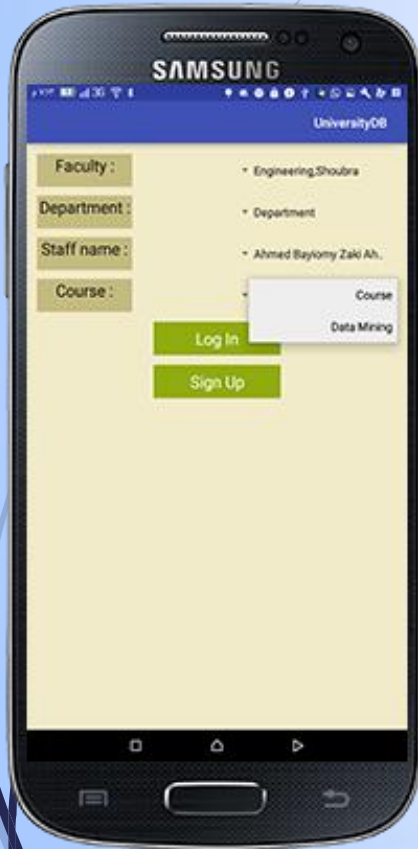 SAMSUNG
3G
UniversityDB
Faculty : Engineering,Shoubra
Department : Department
Staff name : Ahmed Bayiomy Zaki Ah..
Course : Course
Data Mining
Log In
Sign Up